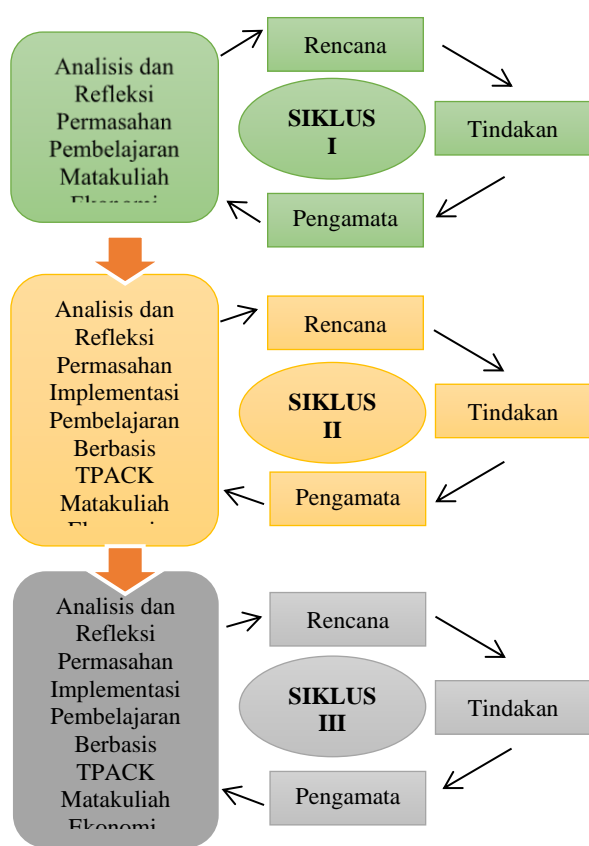 Analisis dan
Refleksi
Permasahan
Pembelajaran
Matakuliah
Ekonomi
Rencana
SIKLUS
I
Tindakan
Pengamata
Analisis dan
Refleksi
Permasahan
Implementasi
Pembelajaran
Berbasis
TPACK
Matakuliah
Rencana
SIKLUS
II
Tindakan
Pengamata
Analisis dan
Refleksi
Permasahan
Implementasi
Pembelajaran
Berbasis
TPACK
Matakuliah
Ekonomi
Rencana
SIKLUS
III
Tindakan
Pengamata